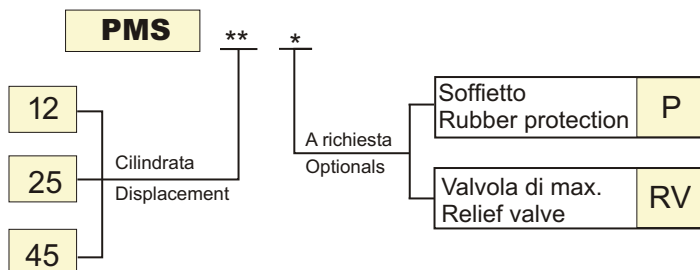 PMS ** *
12
25
45
Cilindrata
Displacement
A richiesta
Optionals
Soffietto
Rubber protection
P
Valvola di max.
Relief valve
RV